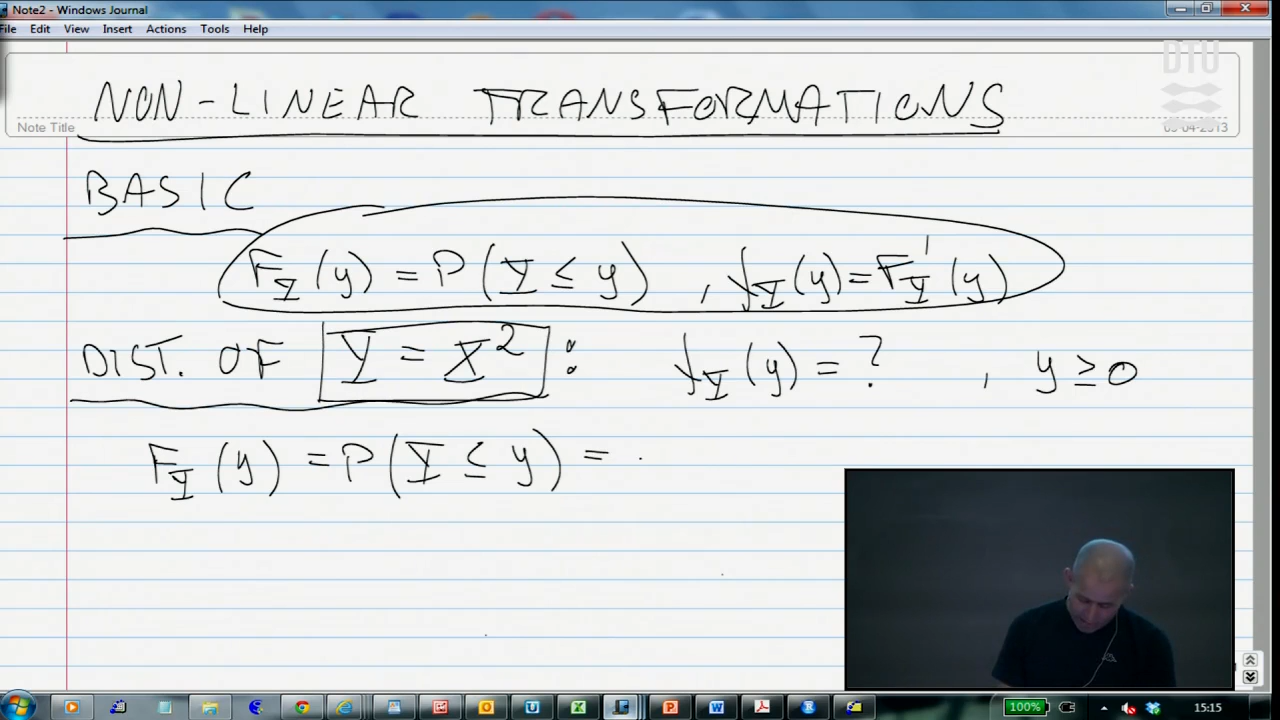 Note2 - Windows Journal
File Edit View Insert Actions Tools Help
DTU
NON-LINEAR TRANSFORMATIONS
Note Title
BASIC
F_Y(y) = P(Y ≤ y) , f_Y(y) = F'_Y(y)
DIST. OF Y = X² : f_Y(y) = ? , y ≥ 0
F_Y(y) = P(Y ≤ y) =
100% 15:15